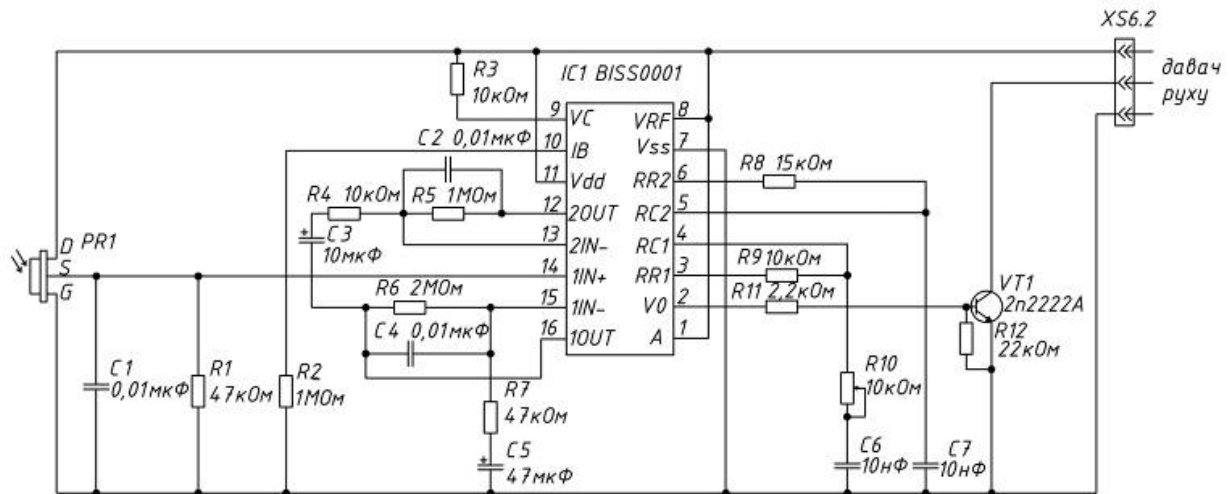 XS6.2
давач
руху
R3
10кОм
IC1 BISS0001
C2 0,01мкФ
9
VC
VRF
8
10
IB
Vss
7
11
Vdd
RR2
6
R8 15кОм
R4 10кОм
R5 1МОм
12
2OUT
RC2
5
C3
10мкФ
13
2IN-
RC1
4
D PR1
S
G
14
1IN+
RR1
3
R9 10кОм
R6 2МОм
15
1IN-
V0
2
R11 2,2кОм
VT1
2n2222A
C4 0,01мкФ
16
1OUT
A
1
R12
22кОм
C1
0,01мкФ
R1
47кОм
R2
1МОм
R7
47кОм
R10
10кОм
C5
47мкФ
C6
10нФ
C7
10нФ